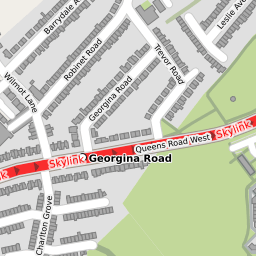 Barrydale A
Leslie Ave
Robinet Road
Trevor Road
Wilmot Lane
Georgina Road
Queens Road West
Skylink
Skylink
Georgina Road
Charlton Grove